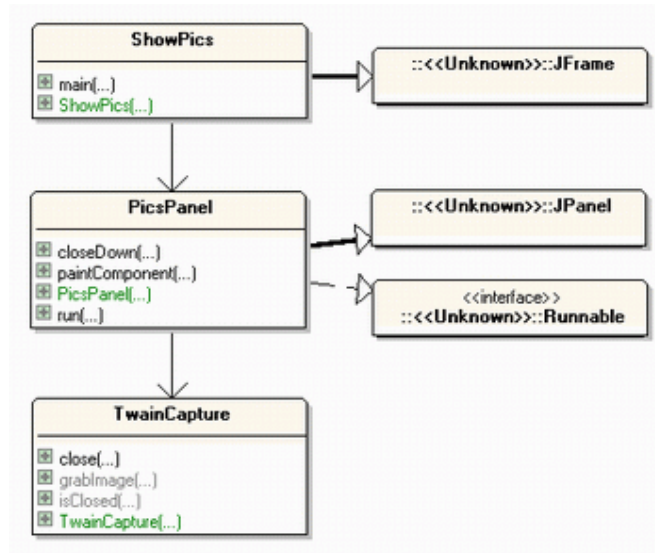 ShowPics
main(...)
ShowPics(...)
::<<Unknown>>::JFrame
PicsPanel
closeDown(...)
paintComponent(...)
PicsPanel(...)
run(...)
::<<Unknown>>::JPanel
<<interface>>
::<<Unknown>>::Runnable
TwainCapture
close(...)
grabImage(...)
isClosed(...)
TwainCapture(...)